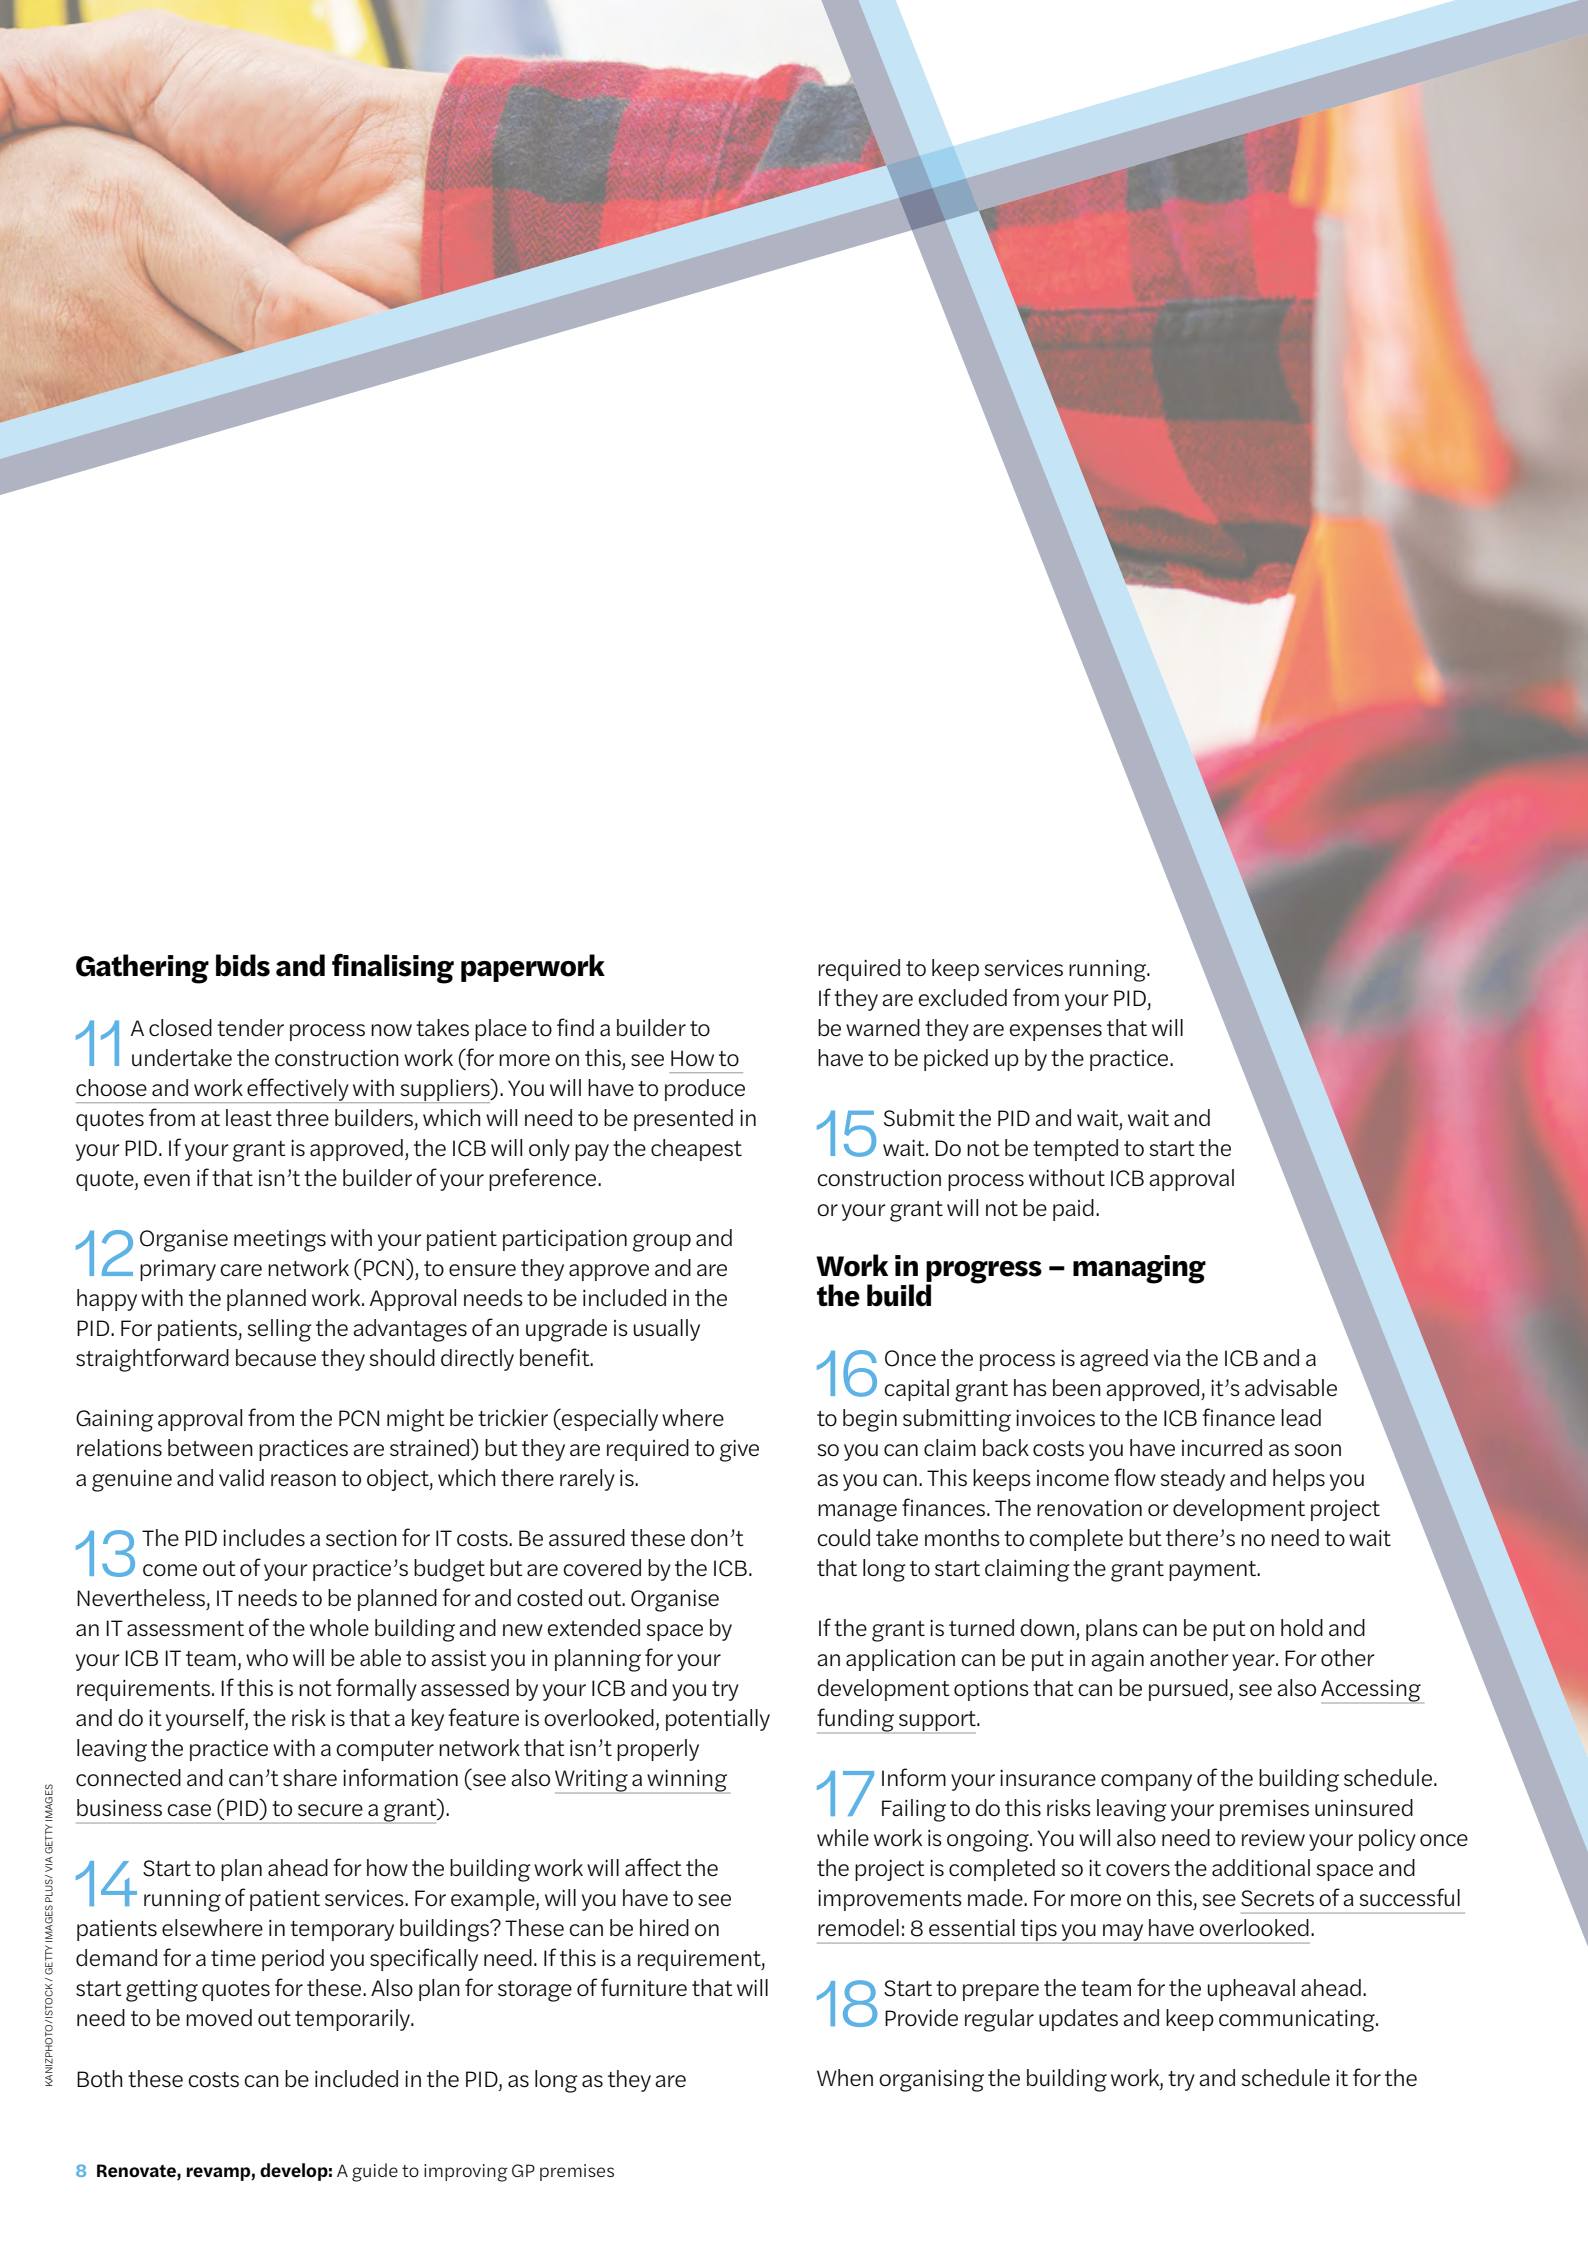 Gathering bids and finalising paperwork
11 A closed tender process now takes place to find a builder to
undertake the construction work (for more on this, see How to
choose and work effectively with suppliers). You will have to produce
quotes from at least three builders, which will need to be presented in
your PID. If your grant is approved, the ICB will only pay the cheapest
quote, even if that isn’t the builder of your preference.
12 Organise meetings with your patient participation group and
primary care network (PCN), to ensure they approve and are
happy with the planned work. Approval needs to be included in the
PID. For patients, selling the advantages of an upgrade is usually
straightforward because they should directly benefit.
Gaining approval from the PCN might be trickier (especially where
relations between practices are strained) but they are required to give
a genuine and valid reason to object, which there rarely is.
13 The PID includes a section for IT costs. Be assured these don’t
come out of your practice’s budget but are covered by the ICB.
Nevertheless, IT needs to be planned for and costed out. Organise
an IT assessment of the whole building and new extended space by
your ICB IT team, who will be able to assist you in planning for your
requirements. If this is not formally assessed by your ICB and you try
and do it yourself, the risk is that a key feature is overlooked, potentially
leaving the practice with a computer network that isn’t properly
connected and can’t share information (see also Writing a winning
business case (PID) to secure a grant).
14 Start to plan ahead for how the building work will affect the
running of patient services. For example, will you have to see
patients elsewhere in temporary buildings? These can be hired on
demand for a time period you specifically need. If this is a requirement,
start getting quotes for these. Also plan for storage of furniture that will
need to be moved out temporarily.
Both these costs can be included in the PID, as long as they are
required to keep services running.
If they are excluded from your PID,
be warned they are expenses that will
have to be picked up by the practice.
15 Submit the PID and wait, wait and
wait. Do not be tempted to start the
construction process without ICB approval
or your grant will not be paid.
Work in progress – managing
the build
16 Once the process is agreed via the ICB and a
capital grant has been approved, it’s advisable
to begin submitting invoices to the ICB finance lead
so you can claim back costs you have incurred as soon
as you can. This keeps income flow steady and helps you
manage finances. The renovation or development project
could take months to complete but there’s no need to wait
that long to start claiming the grant payment.
If the grant is turned down, plans can be put on hold and
an application can be put in again another year. For other
development options that can be pursued, see also Accessing
funding support.
17 Inform your insurance company of the building schedule.
Failing to do this risks leaving your premises uninsured
while work is ongoing. You will also need to review your policy once
the project is completed so it covers the additional space and
improvements made. For more on this, see Secrets of a successful
remodel: 8 essential tips you may have overlooked.
18 Start to prepare the team for the upheaval ahead.
Provide regular updates and keep communicating.
When organising the building work, try and schedule it for the
KANIZPHOTO/ISTOCK / GETTY IMAGES PLUS/ VIA GETTY IMAGES
8 Renovate, revamp, develop: A guide to improving GP premises